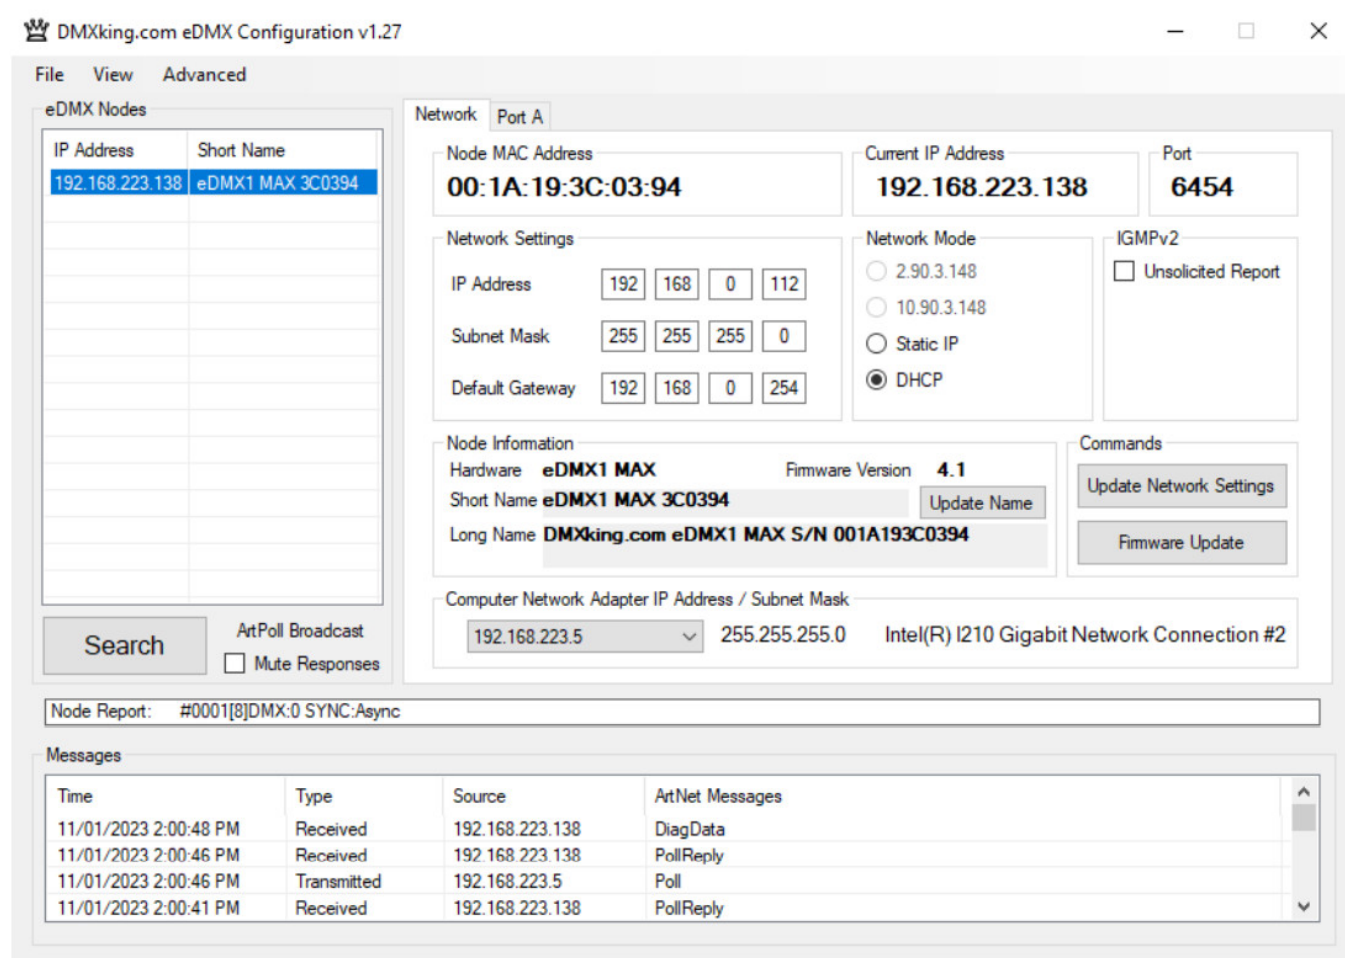 DMXking.com eDMX Configuration v1.27
File View Advanced
eDMX Nodes
IP Address Short Name
192.168.223.138 eDMX1 MAX 3C0394
Search
ArtPoll Broadcast
Mute Responses
Network Port A
Node MAC Address
00:1A:19:3C:03:94
Current IP Address
192.168.223.138
Port
6454
Network Settings
IP Address 192 168 0 112
Subnet Mask 255 255 255 0
Default Gateway 192 168 0 254
Network Mode
2.90.3.148
10.90.3.148
Static IP
DHCP
IGMPv2
Unsolicited Report
Node Information
Hardware eDMX1 MAX Firmware Version 4.1
Short Name eDMX1 MAX 3C0394 Update Name
Long Name DMXking.com eDMX1 MAX S/N 001A193C0394
Commands
Update Network Settings
Firmware Update
Computer Network Adapter IP Address / Subnet Mask
192.168.223.5 255.255.255.0 Intel(R) I210 Gigabit Network Connection #2
Node Report: #0001[8]DMX:0 SYNC:Async
Messages
Time Type Source ArtNet Messages
11/01/2023 2:00:48 PM Received 192.168.223.138 DiagData
11/01/2023 2:00:46 PM Received 192.168.223.138 PollReply
11/01/2023 2:00:46 PM Transmitted 192.168.223.5 Poll
11/01/2023 2:00:41 PM Received 192.168.223.138 PollReply